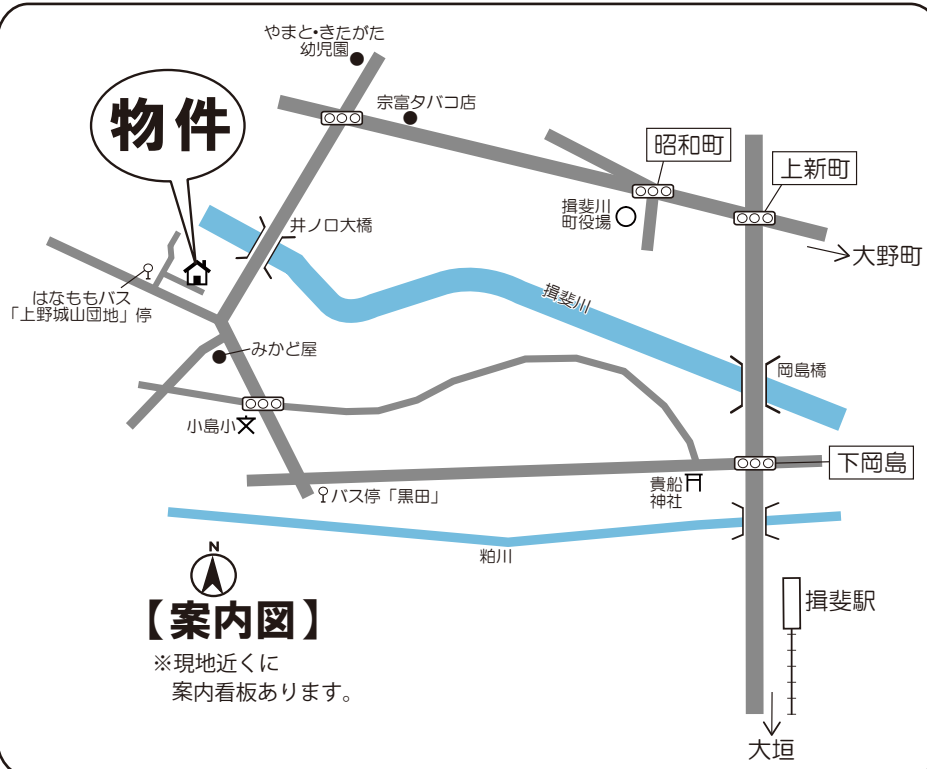 やまと・きたがた
幼児園
宗富タバコ店
物件
昭和町
上新町
揖斐川
町役場
井ノ口大橋
大野町
はなももバス
「上野城山団地」停
揖斐川
みかど屋
岡島橋
小島小
文
下岡島
貴船
神社
バス停「黒田」
粕川
N
【案内図】
揖斐駅
※現地近くに
案内看板あります。
大垣